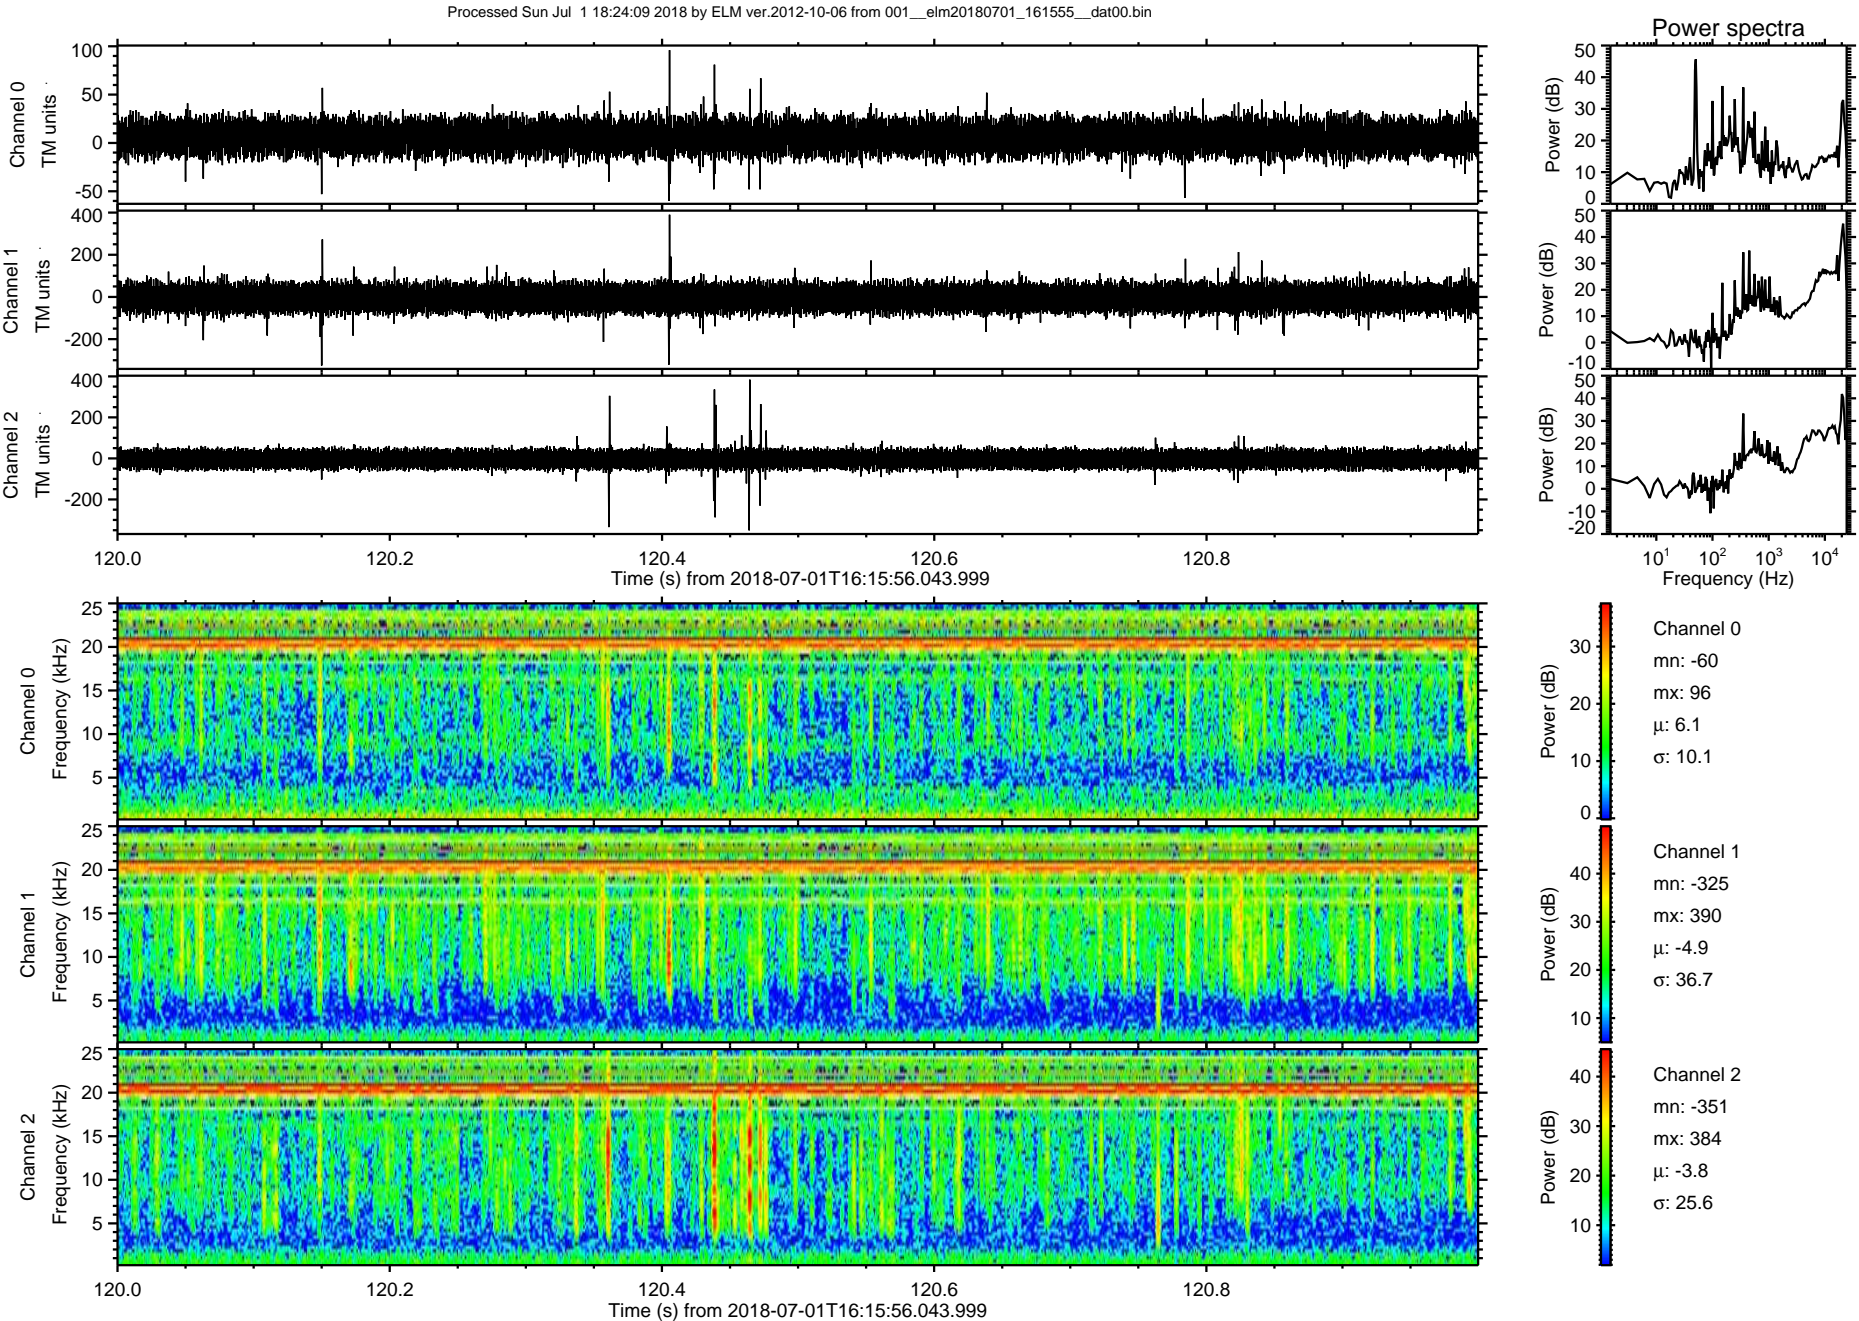 Processed Sun Jul  1 18:24:09 2018 by ELM ver.2012-10-06 from 001__elm20180701_161555__dat00.bin
Power spectra
Channel 0
TM units
100
50
0
-50
Power (dB)
50
40
30
20
10
0
Channel 1
TM units
400
200
0
-200
Power (dB)
50
40
30
20
10
0
-10
Channel 2
TM units
400
200
0
-200
Power (dB)
50
40
30
20
10
0
-10
-20
120.0 120.2 120.4 120.6 120.8
Time (s) from 2018-07-01T16:15:56.043.999
10¹ 10² 10³ 10⁴
Frequency (Hz)
Channel 0
Frequency (kHz)
25
20
15
10
5
Power (dB)
30
20
10
0
Channel 0
mn: -60
mx: 96
μ: 6.1
σ: 10.1
Channel 1
Frequency (kHz)
25
20
15
10
5
Power (dB)
40
30
20
10
Channel 1
mn: -325
mx: 390
μ: -4.9
σ: 36.7
Channel 2
Frequency (kHz)
25
20
15
10
5
Power (dB)
40
30
20
10
Channel 2
mn: -351
mx: 384
μ: -3.8
σ: 25.6
120.0 120.2 120.4 120.6 120.8
Time (s) from 2018-07-01T16:15:56.043.999